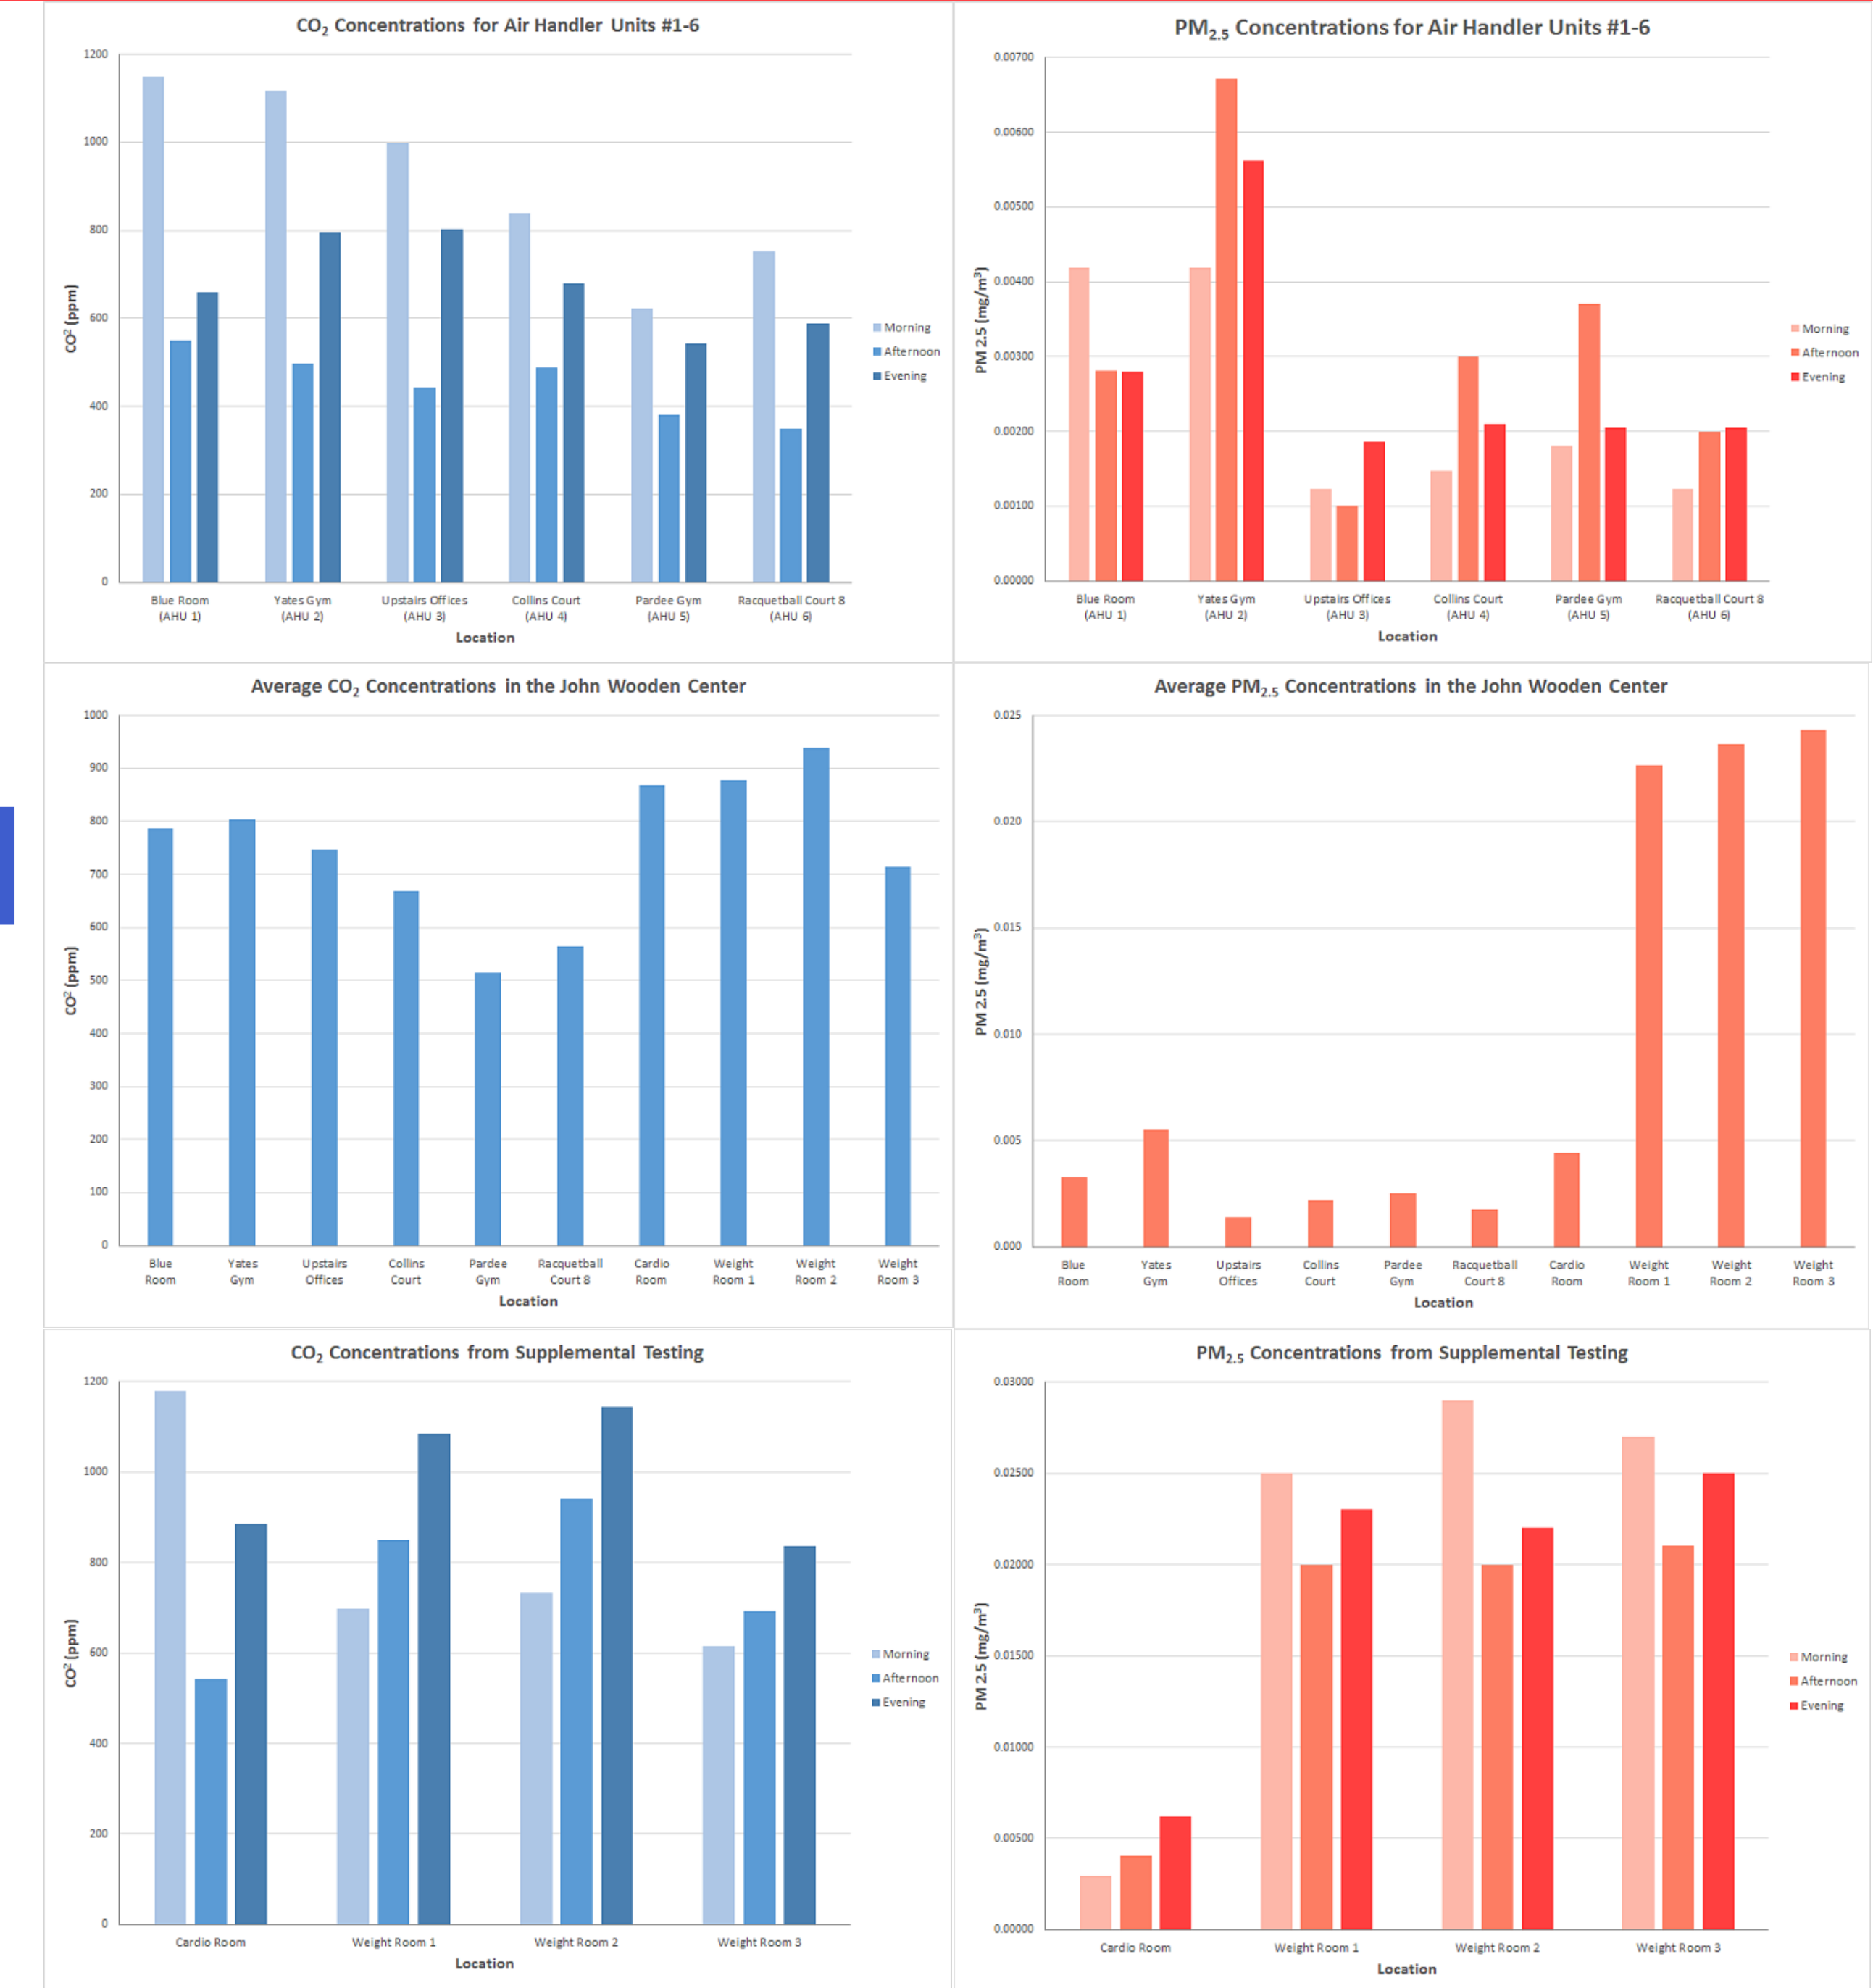 CO₂ Concentrations for Air Handler Units #1-6
1200
1000
800
600
400
200
0
CO² (ppm)
Morning
Afternoon
Evening
Blue Room Yates Gym Upstairs Offices Collins Court Pardee Gym Racquetball Court 8
(AHU 1) (AHU 2) (AHU 3) (AHU 4) (AHU 5) (AHU 6)
Location
PM₂.₅ Concentrations for Air Handler Units #1-6
0.00700
0.00600
0.00500
0.00400
0.00300
0.00200
0.00100
0.00000
PM 2.5 (mg/m³)
Morning
Afternoon
Evening
Blue Room Yates Gym Upstairs Offices Collins Court Pardee Gym Racquetball Court 8
(AHU 1) (AHU 2) (AHU 3) (AHU 4) (AHU 5) (AHU 6)
Location
Average CO₂ Concentrations in the John Wooden Center
1000
900
800
700
600
500
400
300
200
100
0
CO² (ppm)
Blue Yates Upstairs Collins Pardee Racquetball Cardio Weight Weight Weight
Room Gym Offices Court Gym Court 8 Room Room 1 Room 2 Room 3
Location
Average PM₂.₅ Concentrations in the John Wooden Center
0.025
0.020
0.015
0.010
0.005
0.000
PM 2.5 (mg/m³)
Blue Yates Upstairs Collins Pardee Racquetball Cardio Weight Weight Weight
Room Gym Offices Court Gym Court 8 Room Room 1 Room 2 Room 3
Location
CO₂ Concentrations from Supplemental Testing
1200
1000
800
600
400
200
0
CO² (ppm)
Morning
Afternoon
Evening
Cardio Room Weight Room 1 Weight Room 2 Weight Room 3
Location
PM₂.₅ Concentrations from Supplemental Testing
0.03000
0.02500
0.02000
0.01500
0.01000
0.00500
0.00000
PM 2.5 (mg/m³)
Morning
Afternoon
Evening
Cardio Room Weight Room 1 Weight Room 2 Weight Room 3
Location